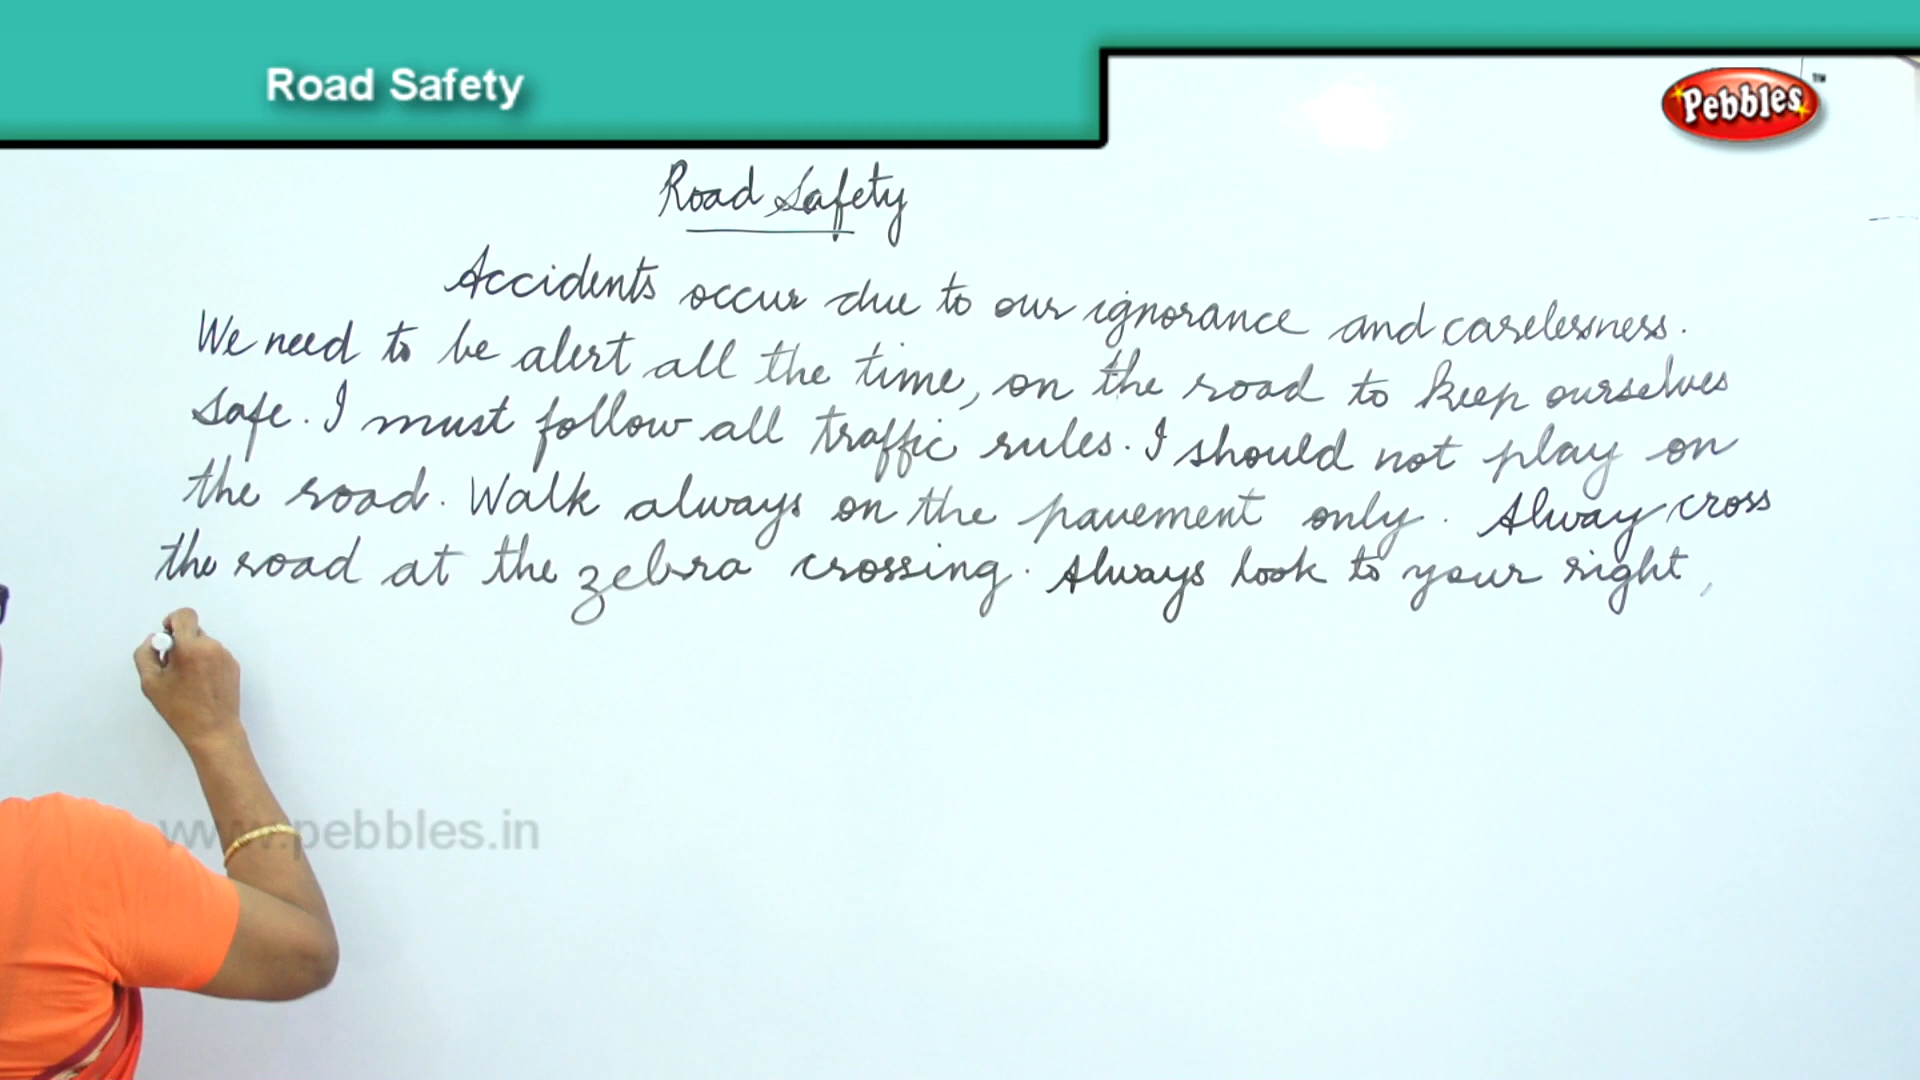 Road Safety
Pebbles TM
Road Safety
Accidents occur due to our ignorance and carelessness.
We need to be alert all the time, on the road to keep ourselves
safe. I must follow all traffic rules. I should not play on
the road. Walk always on the pavement only. Alway cross
the road at the zebra crossing. Always look to your right,
www.pebbles.in